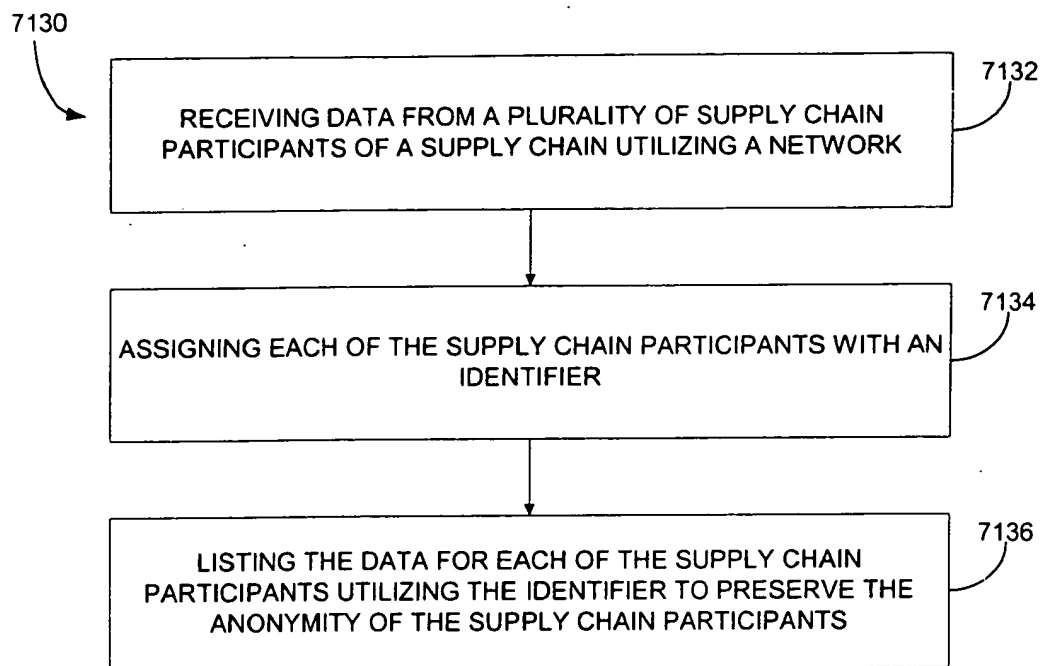 7130
7132
RECEIVING DATA FROM A PLURALITY OF SUPPLY CHAIN
PARTICIPANTS OF A SUPPLY CHAIN UTILIZING A NETWORK
7134
ASSIGNING EACH OF THE SUPPLY CHAIN PARTICIPANTS WITH AN
IDENTIFIER
7136
LISTING THE DATA FOR EACH OF THE SUPPLY CHAIN
PARTICIPANTS UTILIZING THE IDENTIFIER TO PRESERVE THE
ANONYMITY OF THE SUPPLY CHAIN PARTICIPANTS